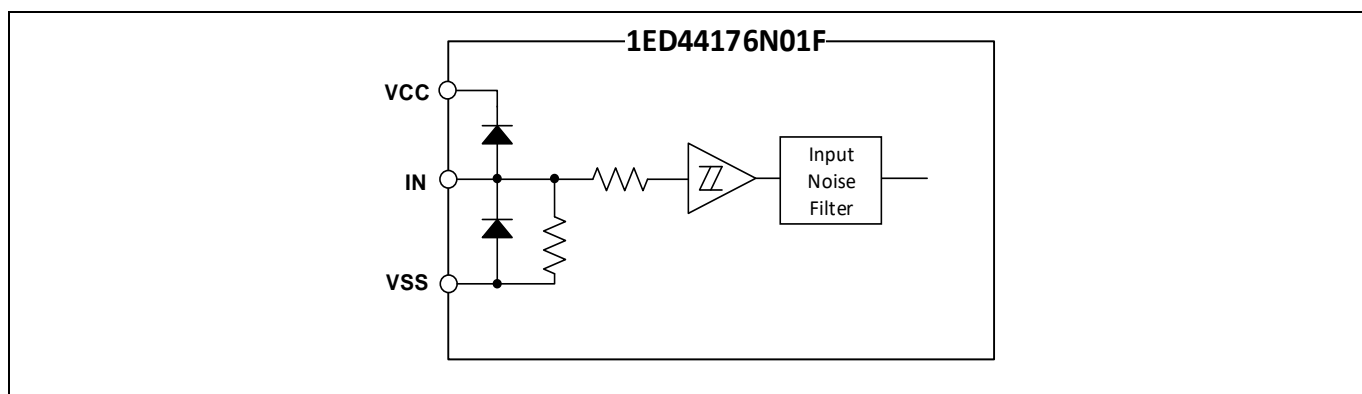 1ED44176N01F
VCC
IN
VSS
Input
Noise
Filter